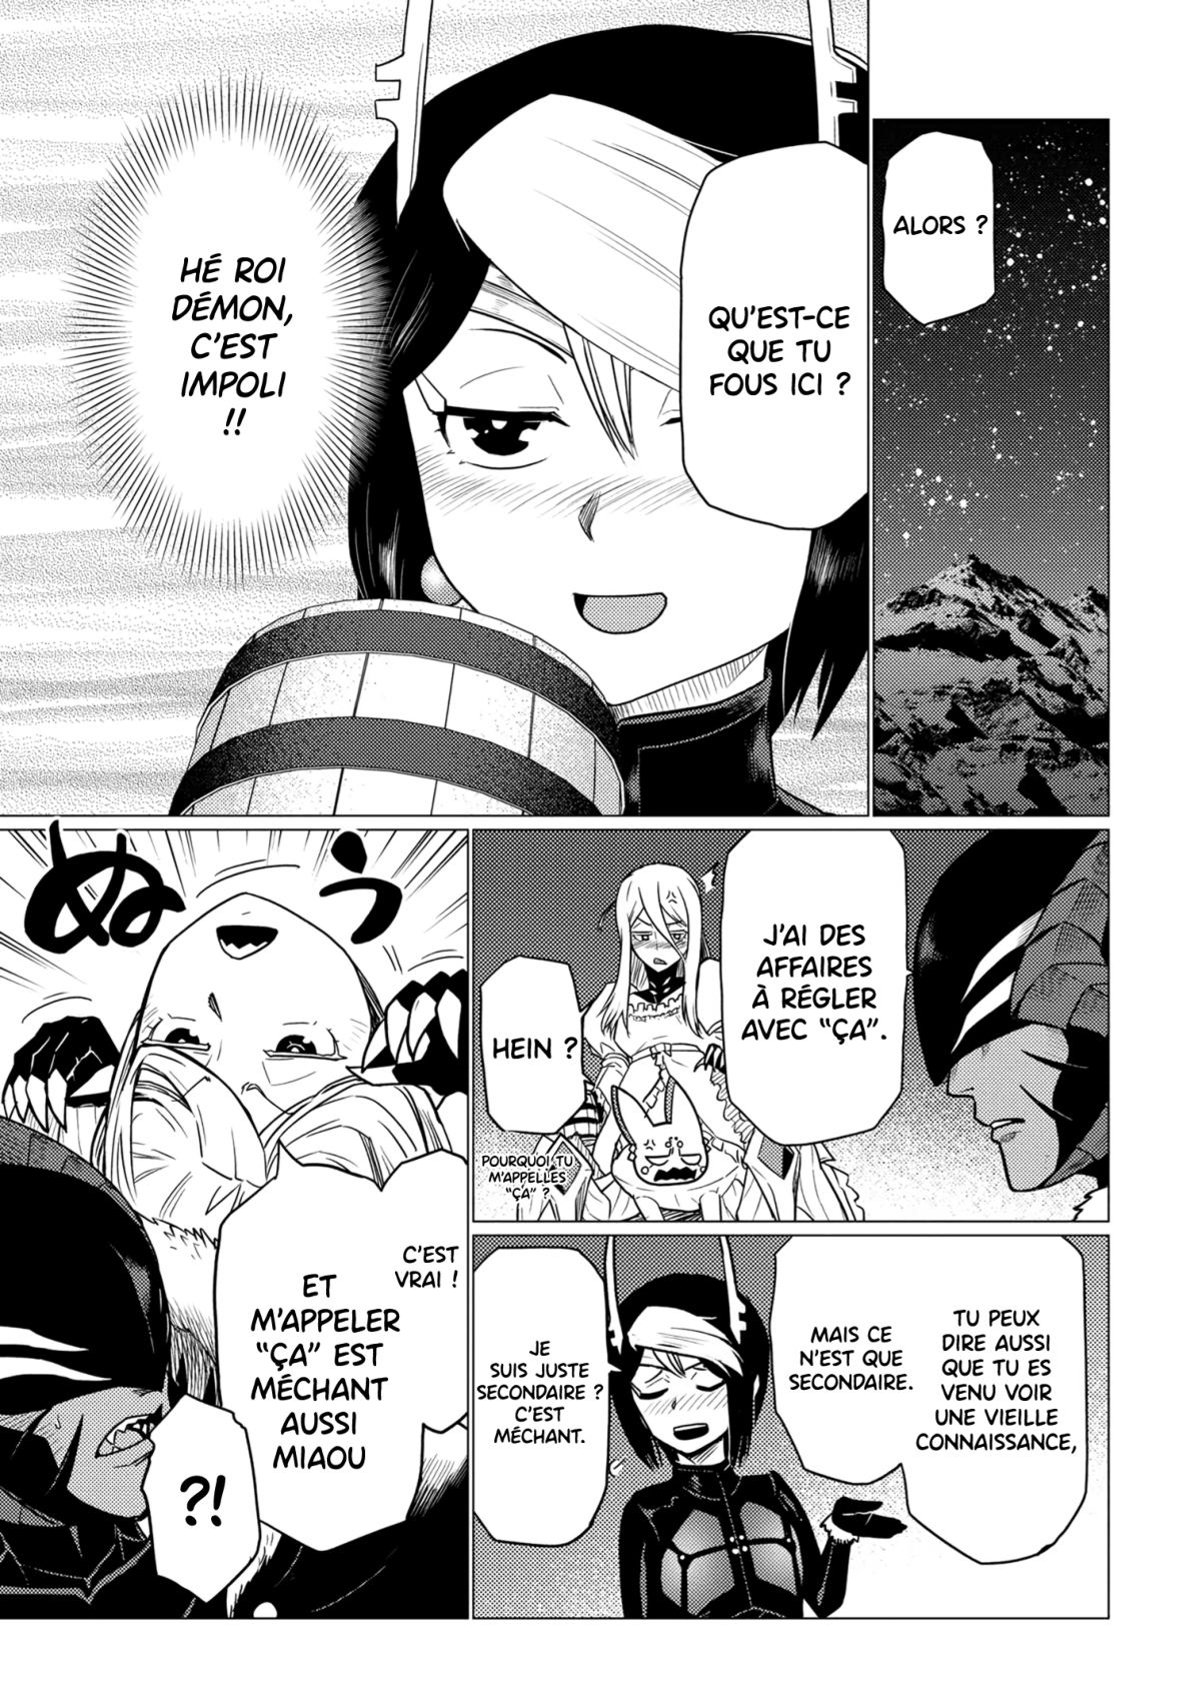 ALORS ?
QU'EST-CE
QUE TU
FOUS ICI ?
HÉ ROI
DÉMON,
C'EST
IMPOLI
!!
J'AI DES
AFFAIRES
À RÉGLER
AVEC "ÇA".
HEIN ?
POURQUOI TU
M'APPELLES
"ÇA" ?
ぬう
TU PEUX
DIRE AUSSI
QUE TU ES
VENU VOIR
UNE VIEILLE
CONNAISSANCE,
MAIS CE
N'EST QUE
SECONDAIRE.
JE
SUIS JUSTE
SECONDAIRE ?
C'EST
MÉCHANT.
C'EST
VRAI !
ET
M'APPELER
"ÇA" EST
MÉCHANT
AUSSI
MIAOU
?!